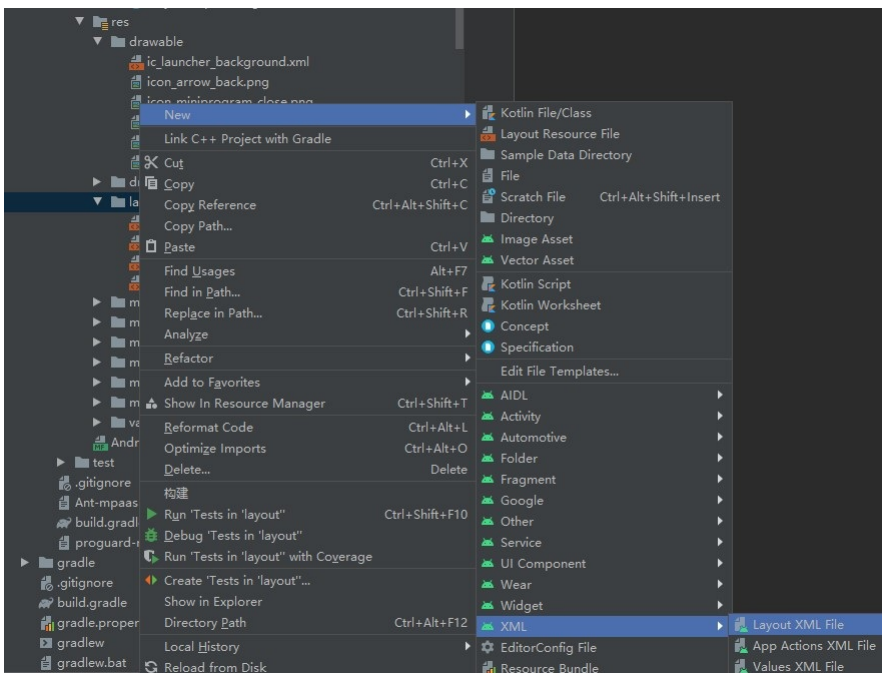 res
drawable
ic_launcher_background.xml
icon_arrow_back.png
icon_miniprogram_close.png
New
Link C++ Project with Gradle
Cut Ctrl+X
Copy Ctrl+C
Copy Reference Ctrl+Alt+Shift+C
Copy Path...
Paste Ctrl+V
Find Usages Alt+F7
Find in Path... Ctrl+Shift+F
Replace in Path... Ctrl+Shift+R
Analyze
Refactor
Add to Favorites
Show In Resource Manager Ctrl+Shift+T
Reformat Code Ctrl+Alt+L
Optimize Imports Ctrl+Alt+O
Delete... Delete
构建
Run 'Tests in 'layout'' Ctrl+Shift+F10
Debug 'Tests in 'layout''
Run 'Tests in 'layout'' with Coverage
Create 'Tests in 'layout''...
Show in Explorer
Directory Path Ctrl+Alt+F12
Local History
Reload from Disk
Kotlin File/Class
Layout Resource File
Sample Data Directory
File
Scratch File Ctrl+Alt+Shift+Insert
Directory
Image Asset
Vector Asset
Kotlin Script
Kotlin Worksheet
Concept
Specification
Edit File Templates...
AIDL
Activity
Automotive
Folder
Fragment
Google
Other
Service
UI Component
Wear
Widget
XML
EditorConfig File
Resource Bundle
Layout XML File
App Actions XML File
Values XML File
d
la
m
m
m
m
m
m
va
Andr
test
.gitignore
Ant-mpaas
build.gradl
proguard-r
gradle
.gitignore
build.gradle
gradle.proper
gradlew
gradlew.bat